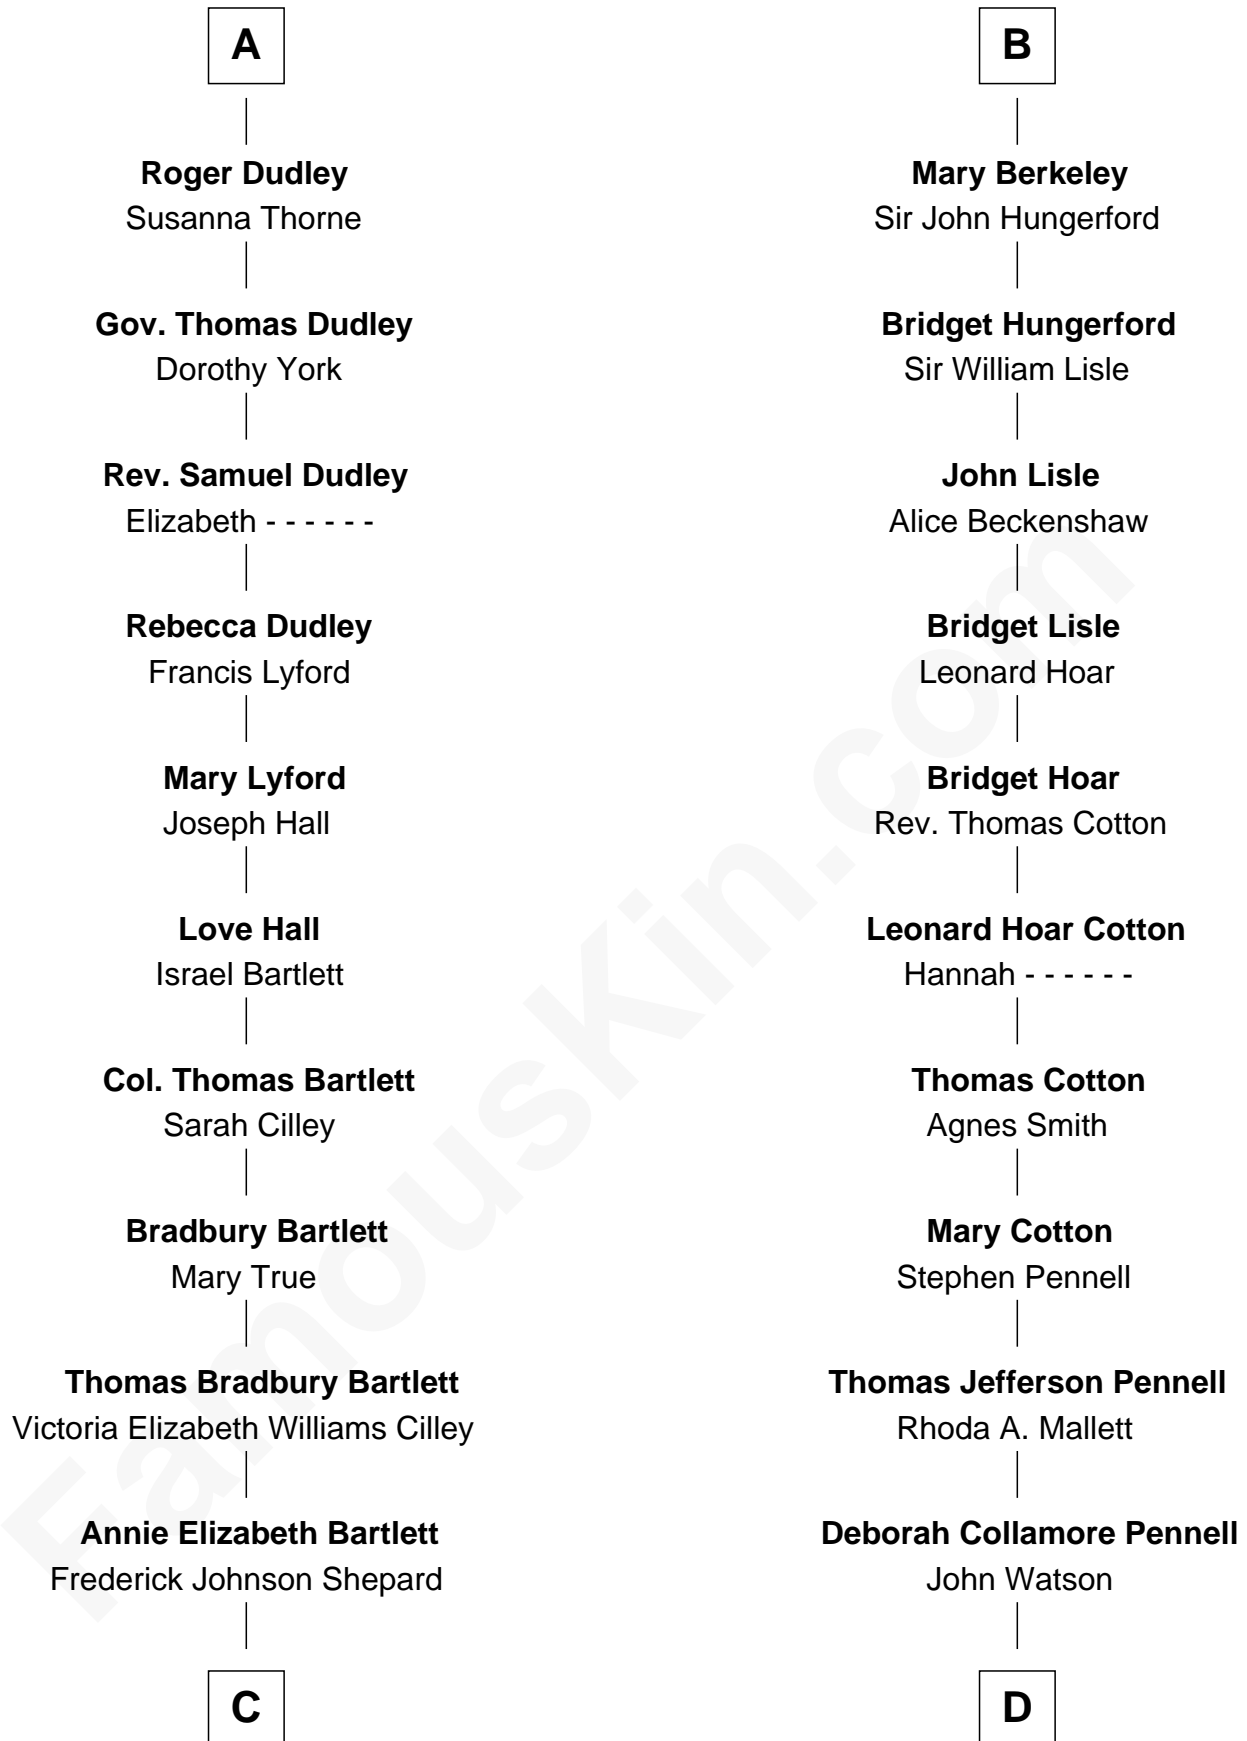 A
Roger Dudley
Susanna Thorne
Gov. Thomas Dudley
Dorothy York
Rev. Samuel Dudley
Elizabeth - - - - - -
Rebecca Dudley
Francis Lyford
Mary Lyford
Joseph Hall
Love Hall
Israel Bartlett
Col. Thomas Bartlett
Sarah Cilley
Bradbury Bartlett
Mary True
Thomas Bradbury Bartlett
Victoria Elizabeth Williams Cilley
Annie Elizabeth Bartlett
Frederick Johnson Shepard
C
B
Mary Berkeley
Sir John Hungerford
Bridget Hungerford
Sir William Lisle
John Lisle
Alice Beckenshaw
Bridget Lisle
Leonard Hoar
Bridget Hoar
Rev. Thomas Cotton
Leonard Hoar Cotton
Hannah - - - - - -
Thomas Cotton
Agnes Smith
Mary Cotton
Stephen Pennell
Thomas Jefferson Pennell
Rhoda A. Mallett
Deborah Collamore Pennell
John Watson
D
FamousKin.com